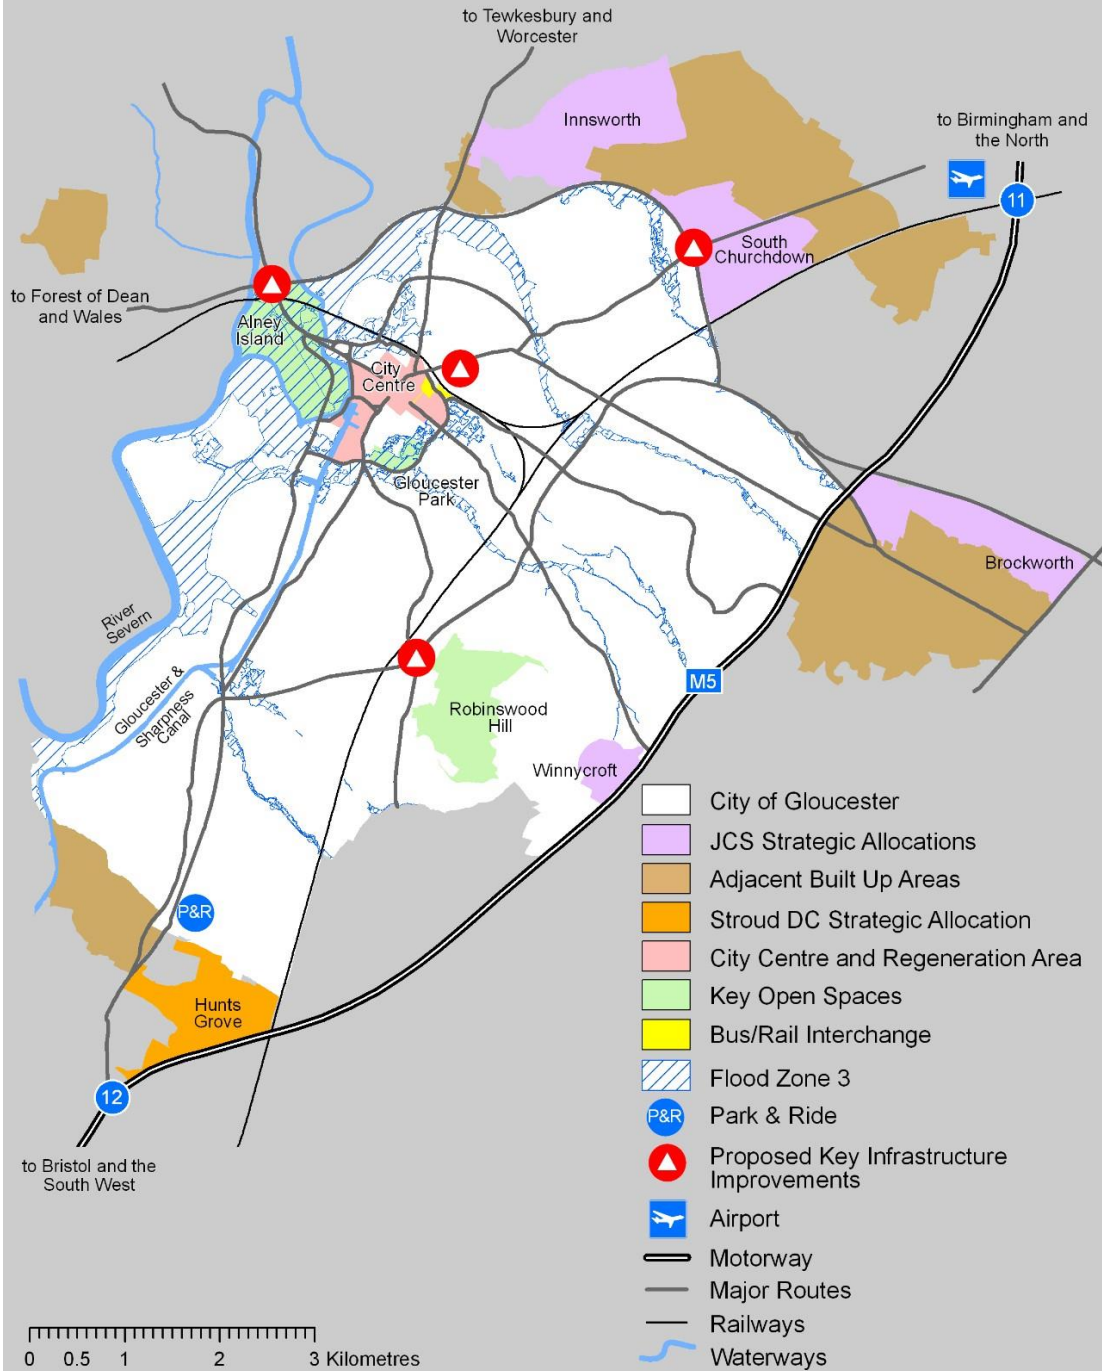 to Tewkesbury and
Worcester
Innsworth
to Birmingham and
the North
11
South
Churchdown
to Forest of Dean
and Wales
Alney
Island
City
Centre
Gloucester
Park
Brockworth
River
Severn
M5
Gloucester &
Sharpness
Canal
Robinswood
Hill
Winnycroft
P&R
Hunts
Grove
12
to Bristol and the
South West
City of Gloucester
JCS Strategic Allocations
Adjacent Built Up Areas
Stroud DC Strategic Allocation
City Centre and Regeneration Area
Key Open Spaces
Bus/Rail Interchange
Flood Zone 3
P&R Park & Ride
Proposed Key Infrastructure
Improvements
Airport
Motorway
Major Routes
Railways
Waterways
0 0.5 1 2 3 Kilometres